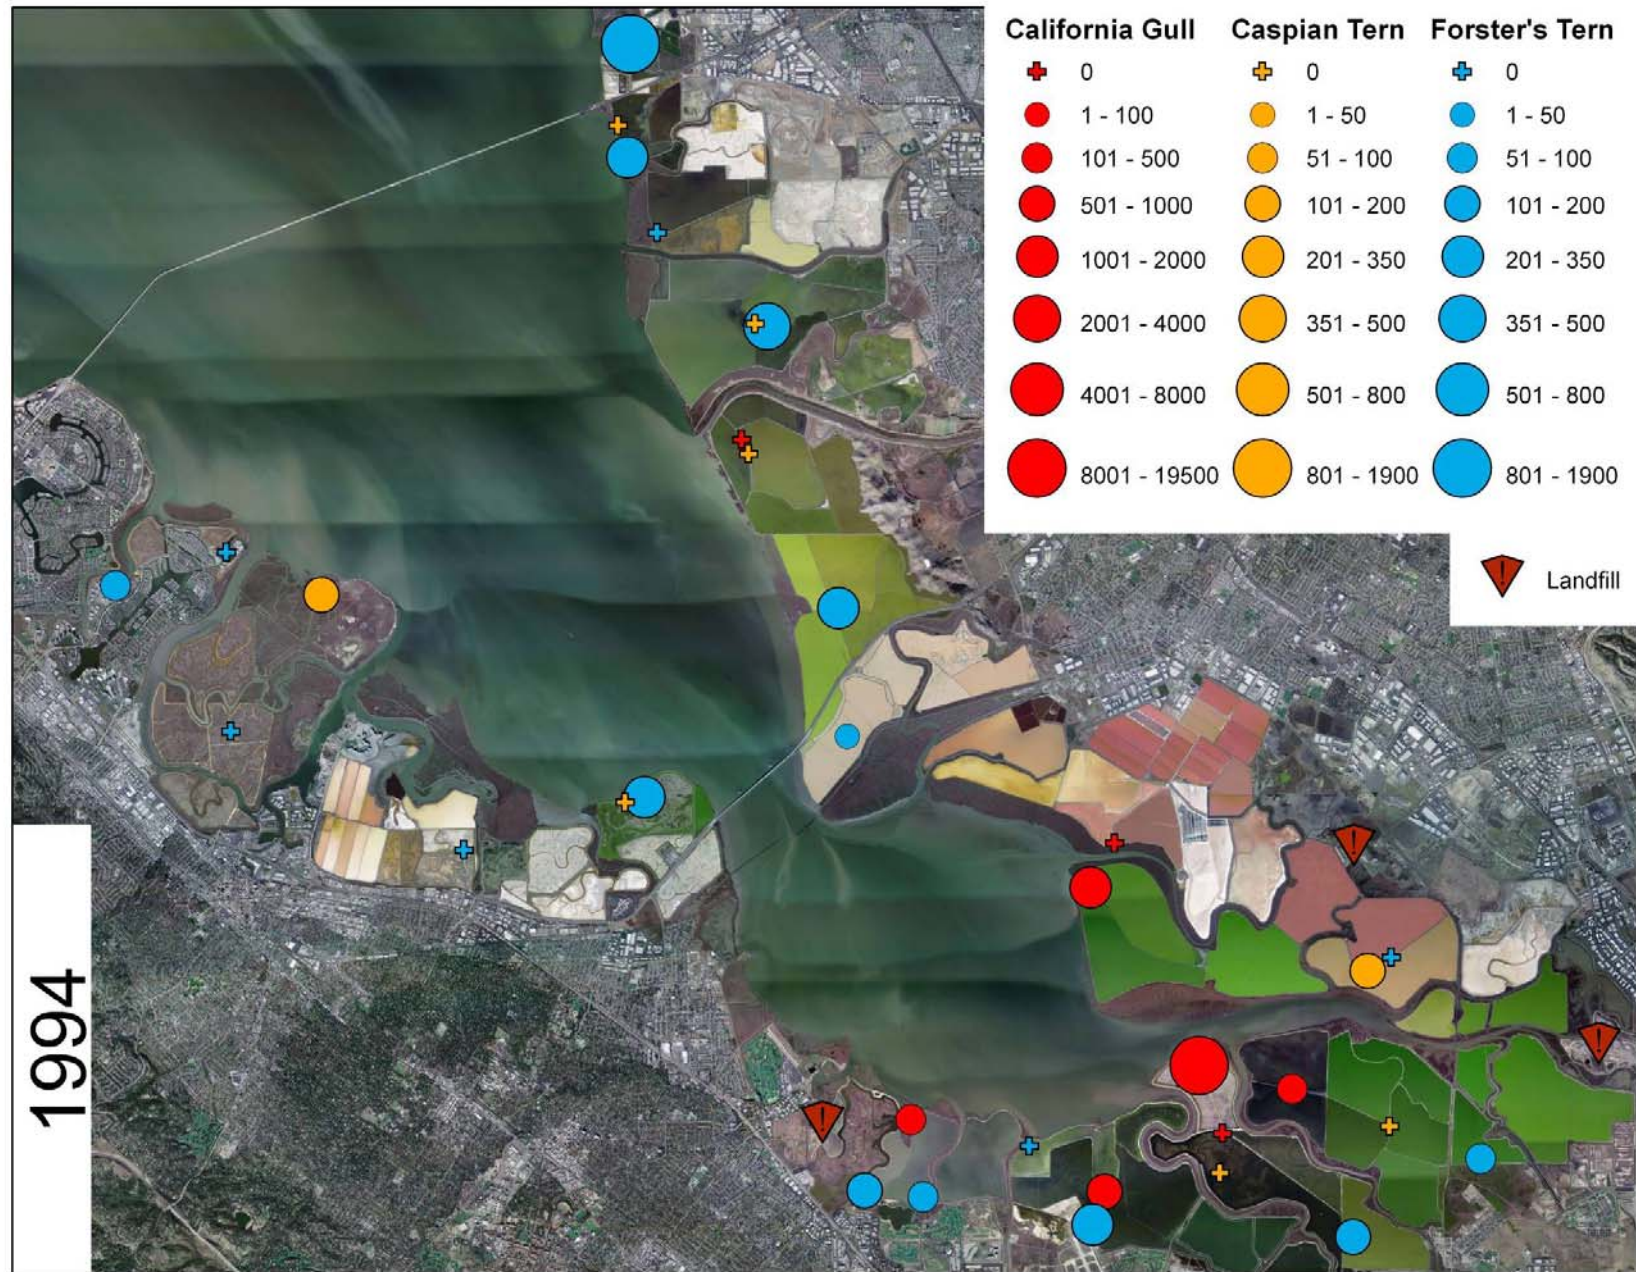 California Gull Caspian Tern Forster's Tern
0 0 0
1 - 100 1 - 50 1 - 50
101 - 500 51 - 100 51 - 100
501 - 1000 101 - 200 101 - 200
1001 - 2000 201 - 350 201 - 350
2001 - 4000 351 - 500 351 - 500
4001 - 8000 501 - 800 501 - 800
8001 - 19500 801 - 1900 801 - 1900
! Landfill
!
!
!
1994